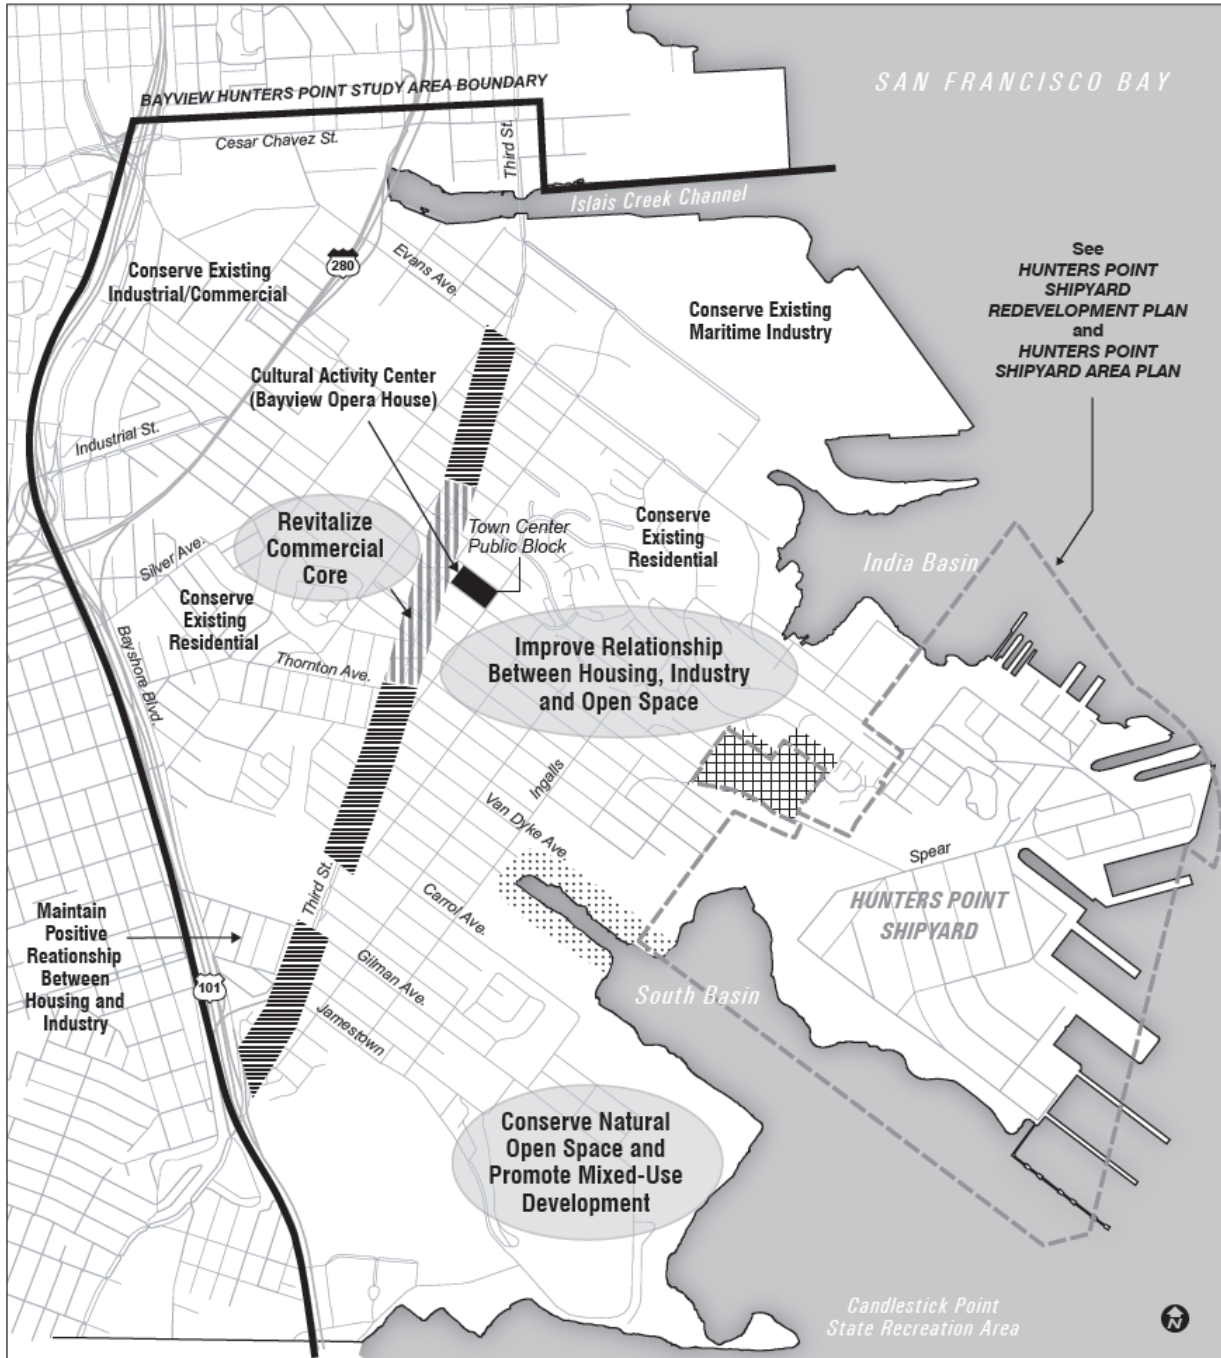 SAN FRANCISCO BAY
BAYVIEW HUNTERS POINT STUDY AREA BOUNDARY
Cesar Chavez St.
Third St.
Islais Creek Channel
Evans Ave.
280
Conserve Existing
Industrial/Commercial
Conserve Existing
Maritime Industry
See
HUNTERS POINT
SHIPYARD
REDEVELOPMENT PLAN
and
HUNTERS POINT
SHIPYARD AREA PLAN
Cultural Activity Center
(Bayview Opera House)
Industrial St.
Revitalize
Commercial
Core
Town Center
Public Block
Conserve
Existing
Residential
India Basin
Silver Ave.
Conserve
Existing
Residential
Thornton Ave.
Bayshore Blvd.
Improve Relationship
Between Housing, Industry
and Open Space
Ingalls
Van Dyke Ave.
Spear
HUNTERS POINT
SHIPYARD
Third St.
Carrol Ave.
Maintain
Positive
Reationship
Between
Housing and
Industry
101
Gilman Ave.
Jamestown
South Basin
Conserve Natural
Open Space and
Promote Mixed-Use
Development
Candlestick Point
State Recreation Area
N